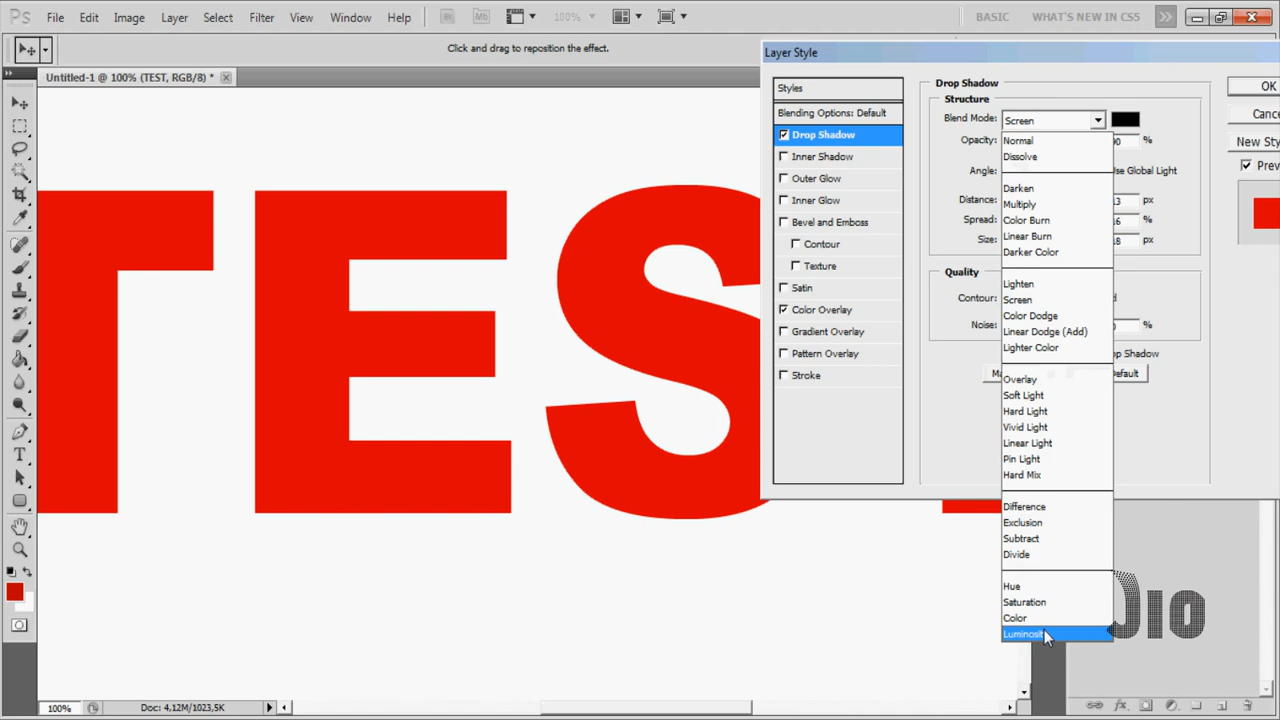 Ps File Edit Image Layer Select Filter View Window Help Br Mb 100% BASIC WHAT'S NEW IN CS5
Click and drag to reposition the effect.
Untitled-1 @ 100% (TEST, RGB/8) *
TES
Layer Style
Styles
Blending Options: Default
Drop Shadow
Inner Shadow
Outer Glow
Inner Glow
Bevel and Emboss
Contour
Texture
Satin
Color Overlay
Gradient Overlay
Pattern Overlay
Stroke
Drop Shadow
Structure
Blend Mode: Screen
Opacity: %
Angle: Use Global Light
Distance: px
Spread: %
Size: px
Quality
Contour:
Noise: %
Normal
Dissolve
Darken
Multiply
Color Burn
Linear Burn
Darker Color
Lighten
Screen
Color Dodge
Linear Dodge (Add)
Lighter Color
Overlay
Soft Light
Hard Light
Vivid Light
Linear Light
Pin Light
Hard Mix
Difference
Exclusion
Subtract
Divide
Hue
Saturation
Color
Luminosit
OK
Cance
New Sty
Prev
100% Doc: 4,12M/1023,5K